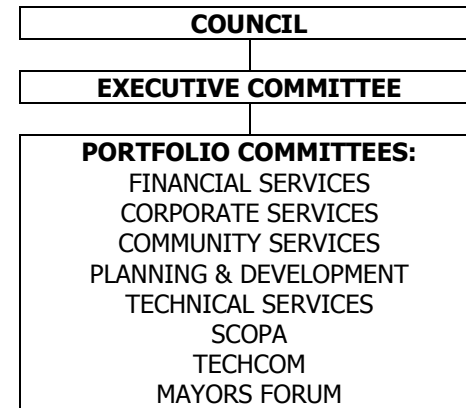 COUNCIL
EXECUTIVE COMMITTEE
PORTFOLIO COMMITTEES:
FINANCIAL SERVICES
CORPORATE SERVICES
COMMUNITY SERVICES
PLANNING & DEVELOPMENT
TECHNICAL SERVICES
SCOPA
TECHCOM
MAYORS FORUM